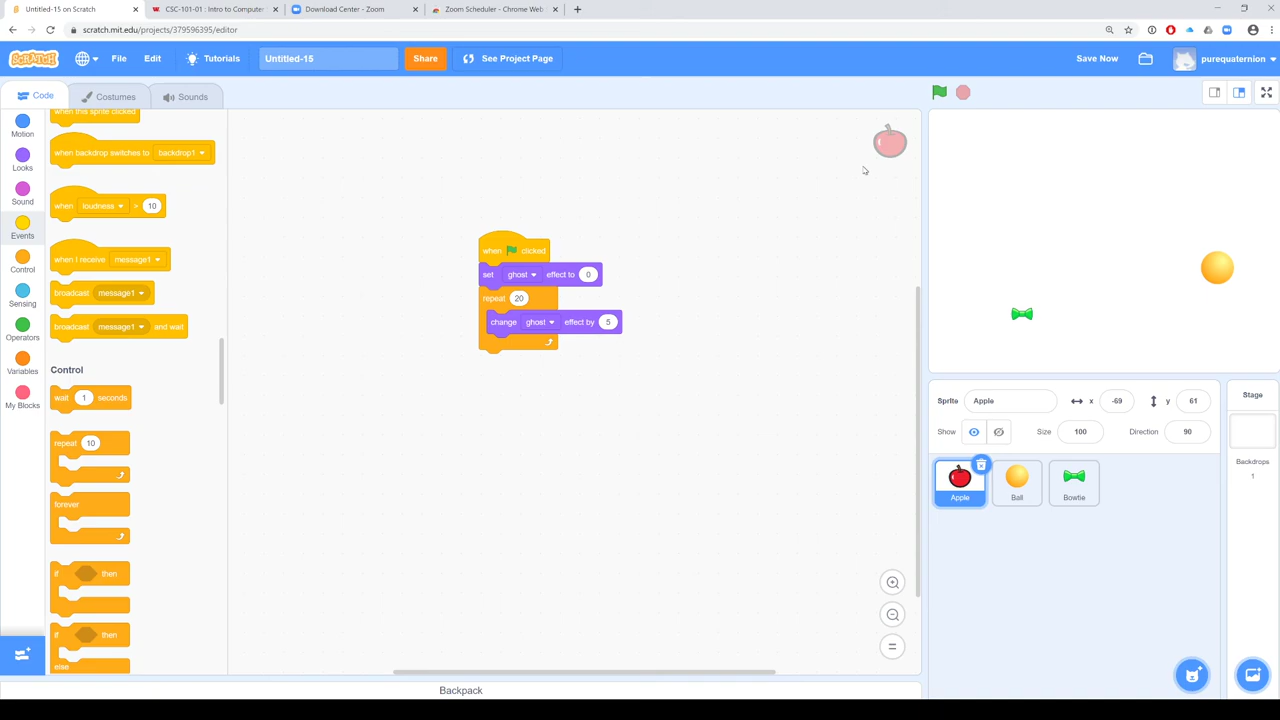 Untitled-15 on Scratch
CSC-101-01 : Intro to Computer
Download Center - Zoom
Zoom Scheduler - Chrome Web
scratch.mit.edu/projects/379596395/editor
SCRATCH
File
Edit
Tutorials
Untitled-15
Share
See Project Page
Save Now
purequaternion
Code
Costumes
Sounds
Motion
Looks
Sound
Events
Control
Sensing
Operators
Variables
My Blocks
when this sprite clicked
when backdrop switches to backdrop1
when loudness > 10
when I receive message1
broadcast message1
broadcast message1 and wait
Control
wait 1 seconds
repeat 10
forever
if then
if then
else
when clicked
set ghost effect to 0
repeat 20
change ghost effect by 5
Sprite Apple x -69 y 61
Show Size 100 Direction 90
Apple
Ball
Bowtie
Stage
Backdrops
1
Backpack